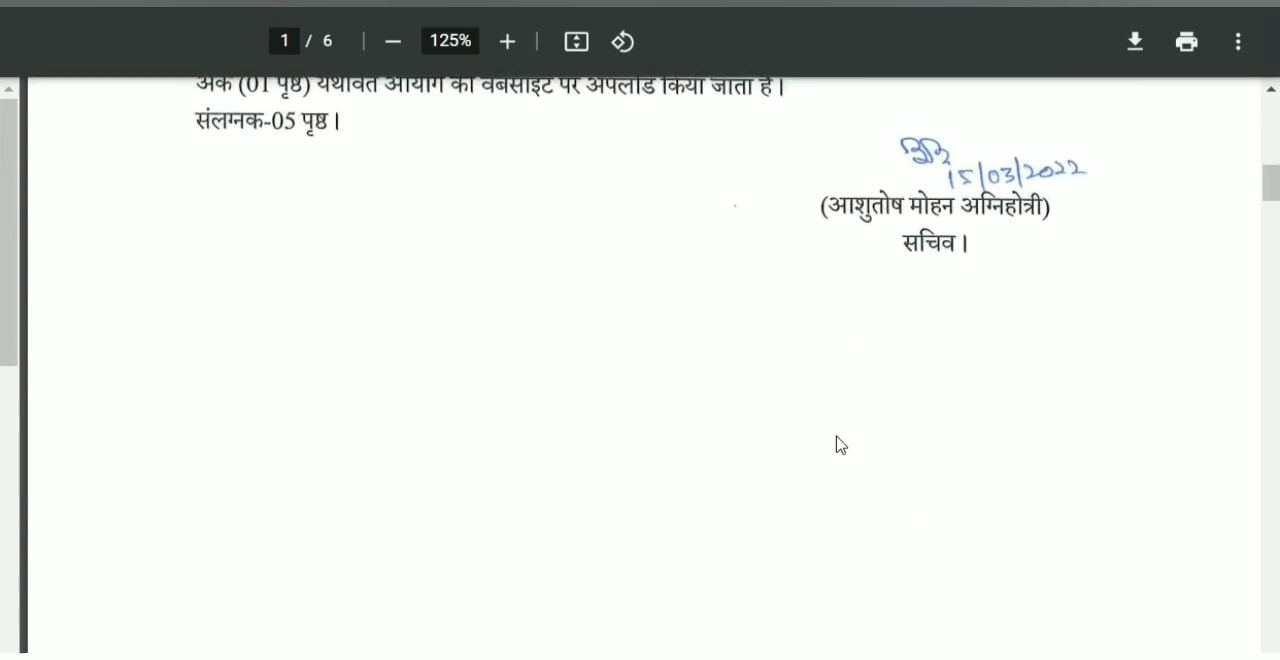 1 / 6 | — 125% + |
अंक (01 पृष्ठ) यथावत आयोग की वेबसाइट पर अपलोड किया जाता है।
संलग्नक-05 पृष्ठ।
15/03/2022
(आशुतोष मोहन अग्निहोत्री)
सचिव।